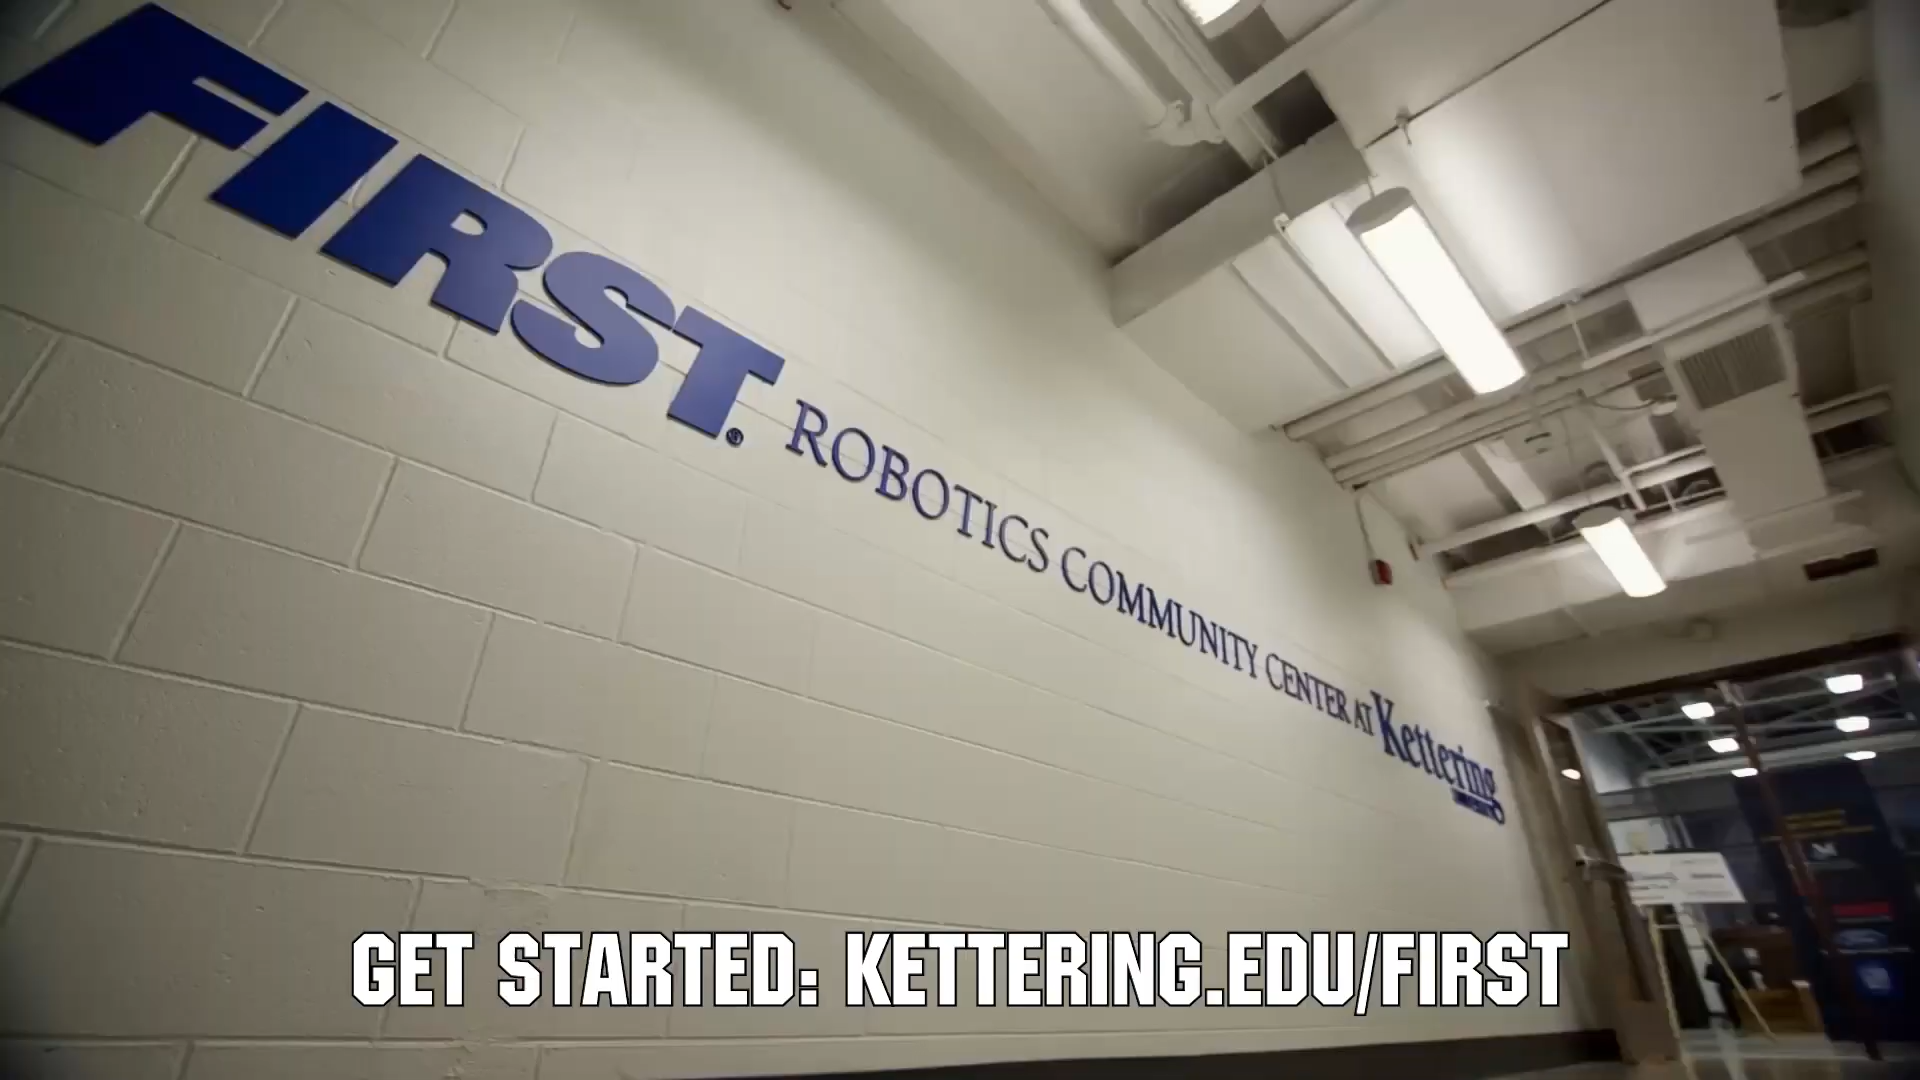 FIRST® ROBOTICS COMMUNITY CENTER AT Kettering
GET STARTED: KETTERING.EDU/FIRST